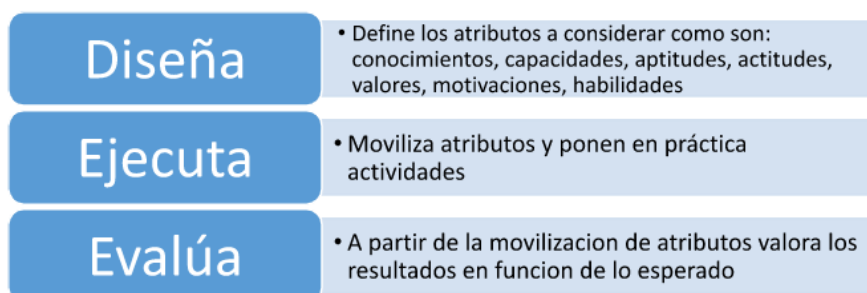 Diseña
• Define los atributos a considerar como son:
conocimientos, capacidades, aptitudes, actitudes,
valores, motivaciones, habilidades
Ejecuta
• Moviliza atributos y ponen en práctica
actividades
Evalúa
• A partir de la movilizacion de atributos valora los
resultados en funcion de lo esperado